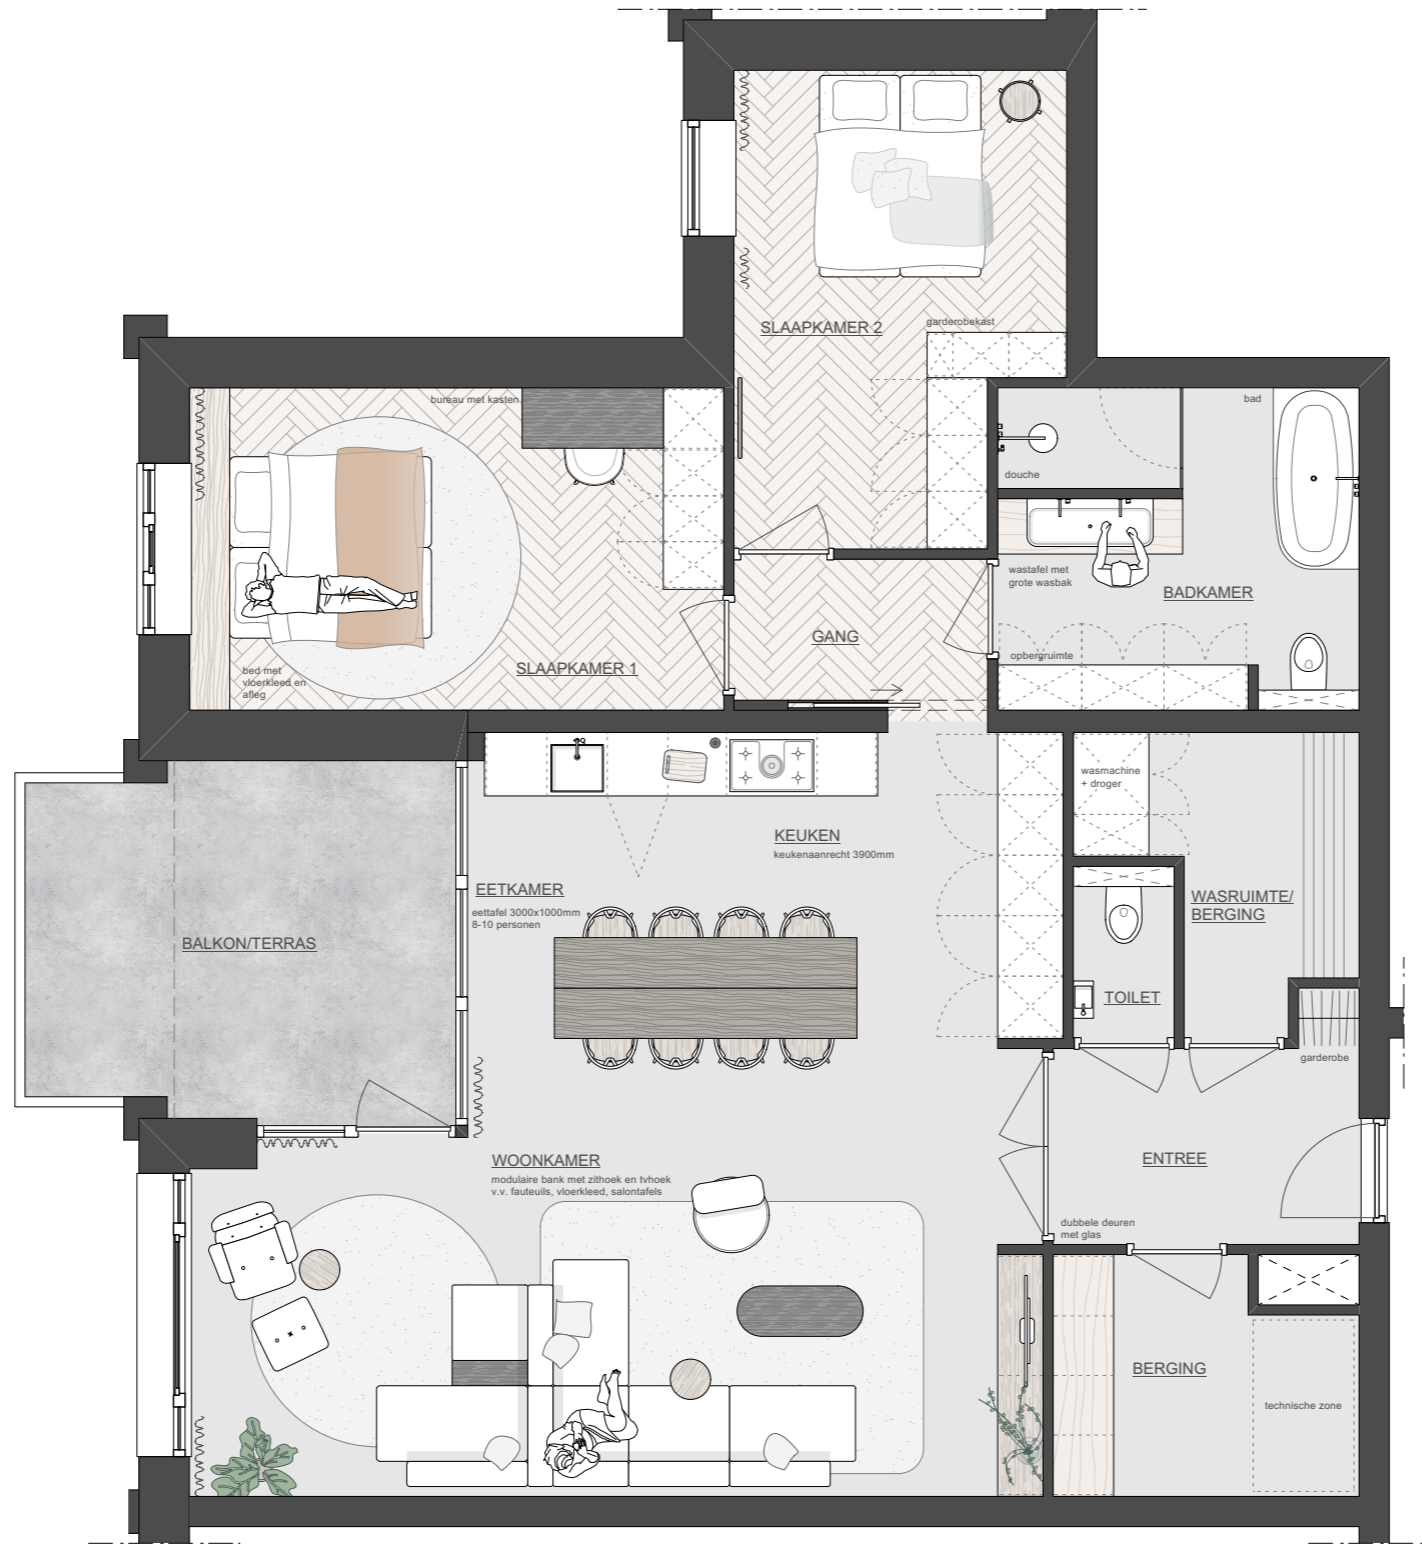 SLAAPKAMER 2
garderobekast
bureau met kasten
bad
douche
wastafel met
grote wasbak
BADKAMER
GANG
opbergruimte
SLAAPKAMER 1
bed met
vloerkleed en
afleg
wasmachine
+ droger
KEUKEN
keukenaanrecht 3900mm
EETKAMER
eettafel 3000x1000mm
8-10 personen
WASRUIMTE/
BERGING
BALKON/TERRAS
TOILET
garderobe
WOONKAMER
modulaire bank met zithoek en tvhoek
v.v. fauteuils, vloerkleed, salontafels
ENTREE
dubbele deuren
met glas
BERGING
technische zone